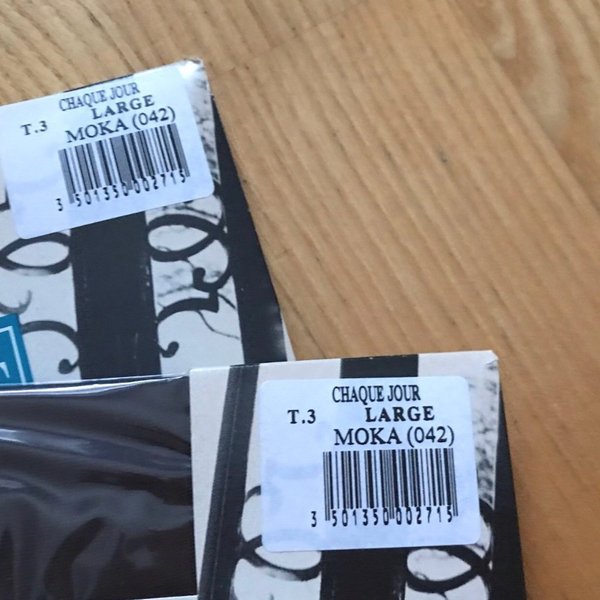 CHAQUE JOUR
T.3 LARGE
MOKA (042)
3 501350 002715
CHAQUE JOUR
T.3 LARGE
MOKA (042)
3 501350 002715